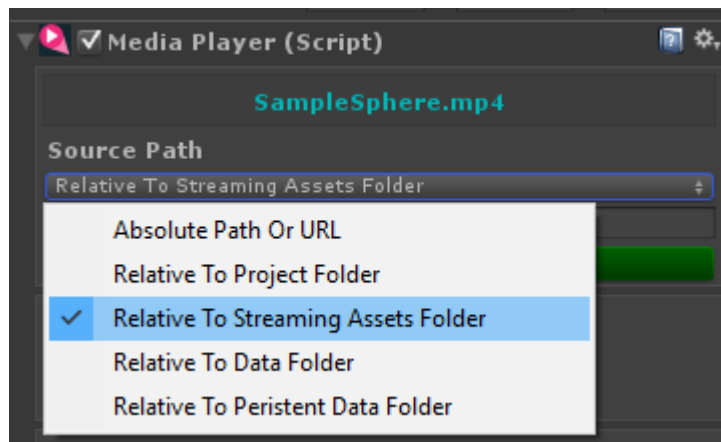 Media Player (Script)
SampleSphere.mp4
Source Path
Relative To Streaming Assets Folder
Absolute Path Or URL
Relative To Project Folder
Relative To Streaming Assets Folder
Relative To Data Folder
Relative To Peristent Data Folder